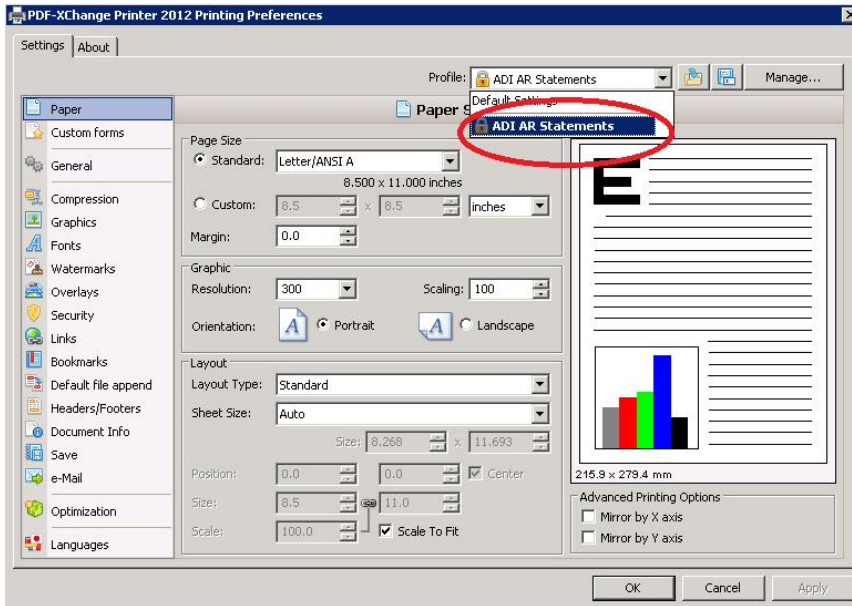 PDF-XChange Printer 2012 Printing Preferences
Settings About
Profile: ADI AR Statements Manage...
Default Settings
ADI AR Statements
Paper
Custom forms
General
Compression
Graphics
Fonts
Watermarks
Overlays
Security
Links
Bookmarks
Default file append
Headers/Footers
Document Info
Save
e-Mail
Optimization
Languages
Paper S
Page Size
Standard: Letter/ANSI A
8.500 x 11.000 inches
Custom: 8.5 x 8.5 inches
Margin: 0.0
Graphic
Resolution: 300 Scaling: 100
Orientation: A Portrait A Landscape
Layout
Layout Type: Standard
Sheet Size: Auto
Size: 8.268 x 11.693
Position: 0.0 0.0 Center
Size: 8.5 11.0
Scale: 100.0 Scale To Fit
E
215.9 x 279.4 mm
Advanced Printing Options
Mirror by X axis
Mirror by Y axis
OK Cancel Apply